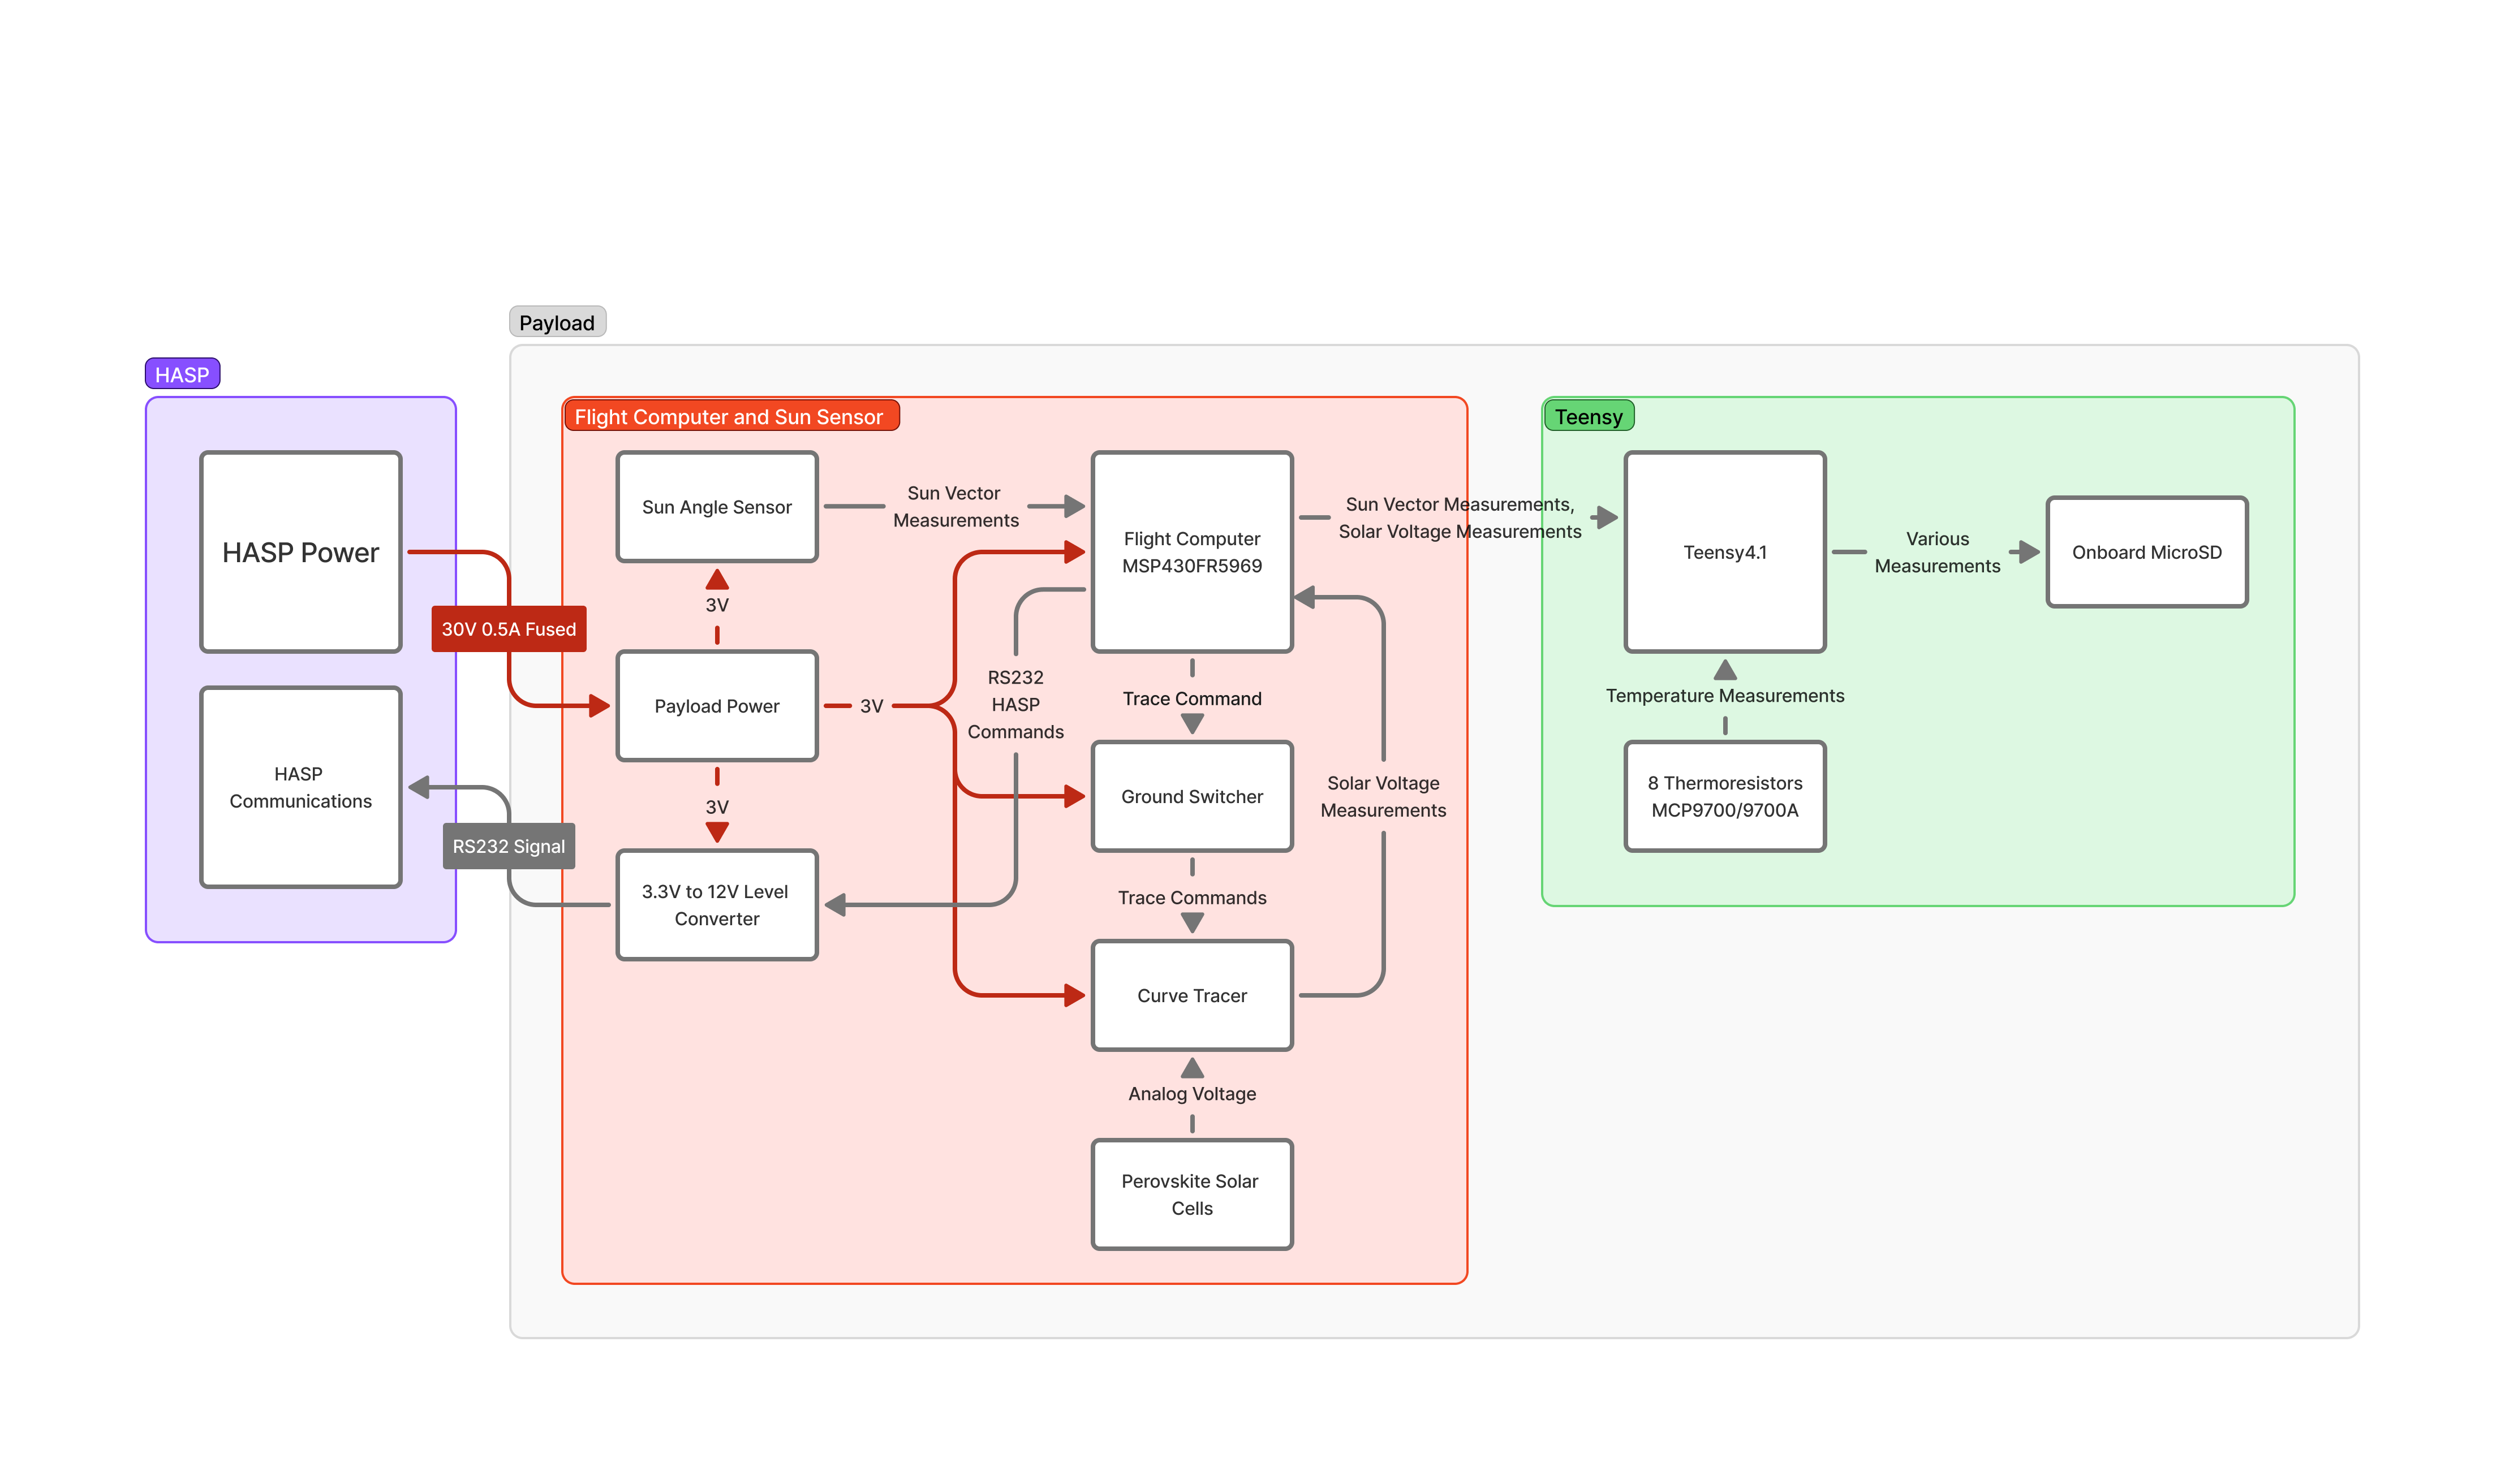 Payload
HASP
Flight Computer and Sun Sensor
Teensy
HASP Power
30V 0.5A Fused
HASP
Communications
RS232 Signal
Sun Angle Sensor
Sun Vector
Measurements
3V
Payload Power
3V
3V
3.3V to 12V Level
Converter
RS232
HASP
Commands
Flight Computer
MSP430FR5969
Trace Command
Ground Switcher
Trace Commands
Curve Tracer
Analog Voltage
Perovskite Solar
Cells
Solar Voltage
Measurements
Sun Vector Measurements,
Solar Voltage Measurements
Teensy4.1
Various
Measurements
Onboard MicroSD
Temperature Measurements
8 Thermoresistors
MCP9700/9700A